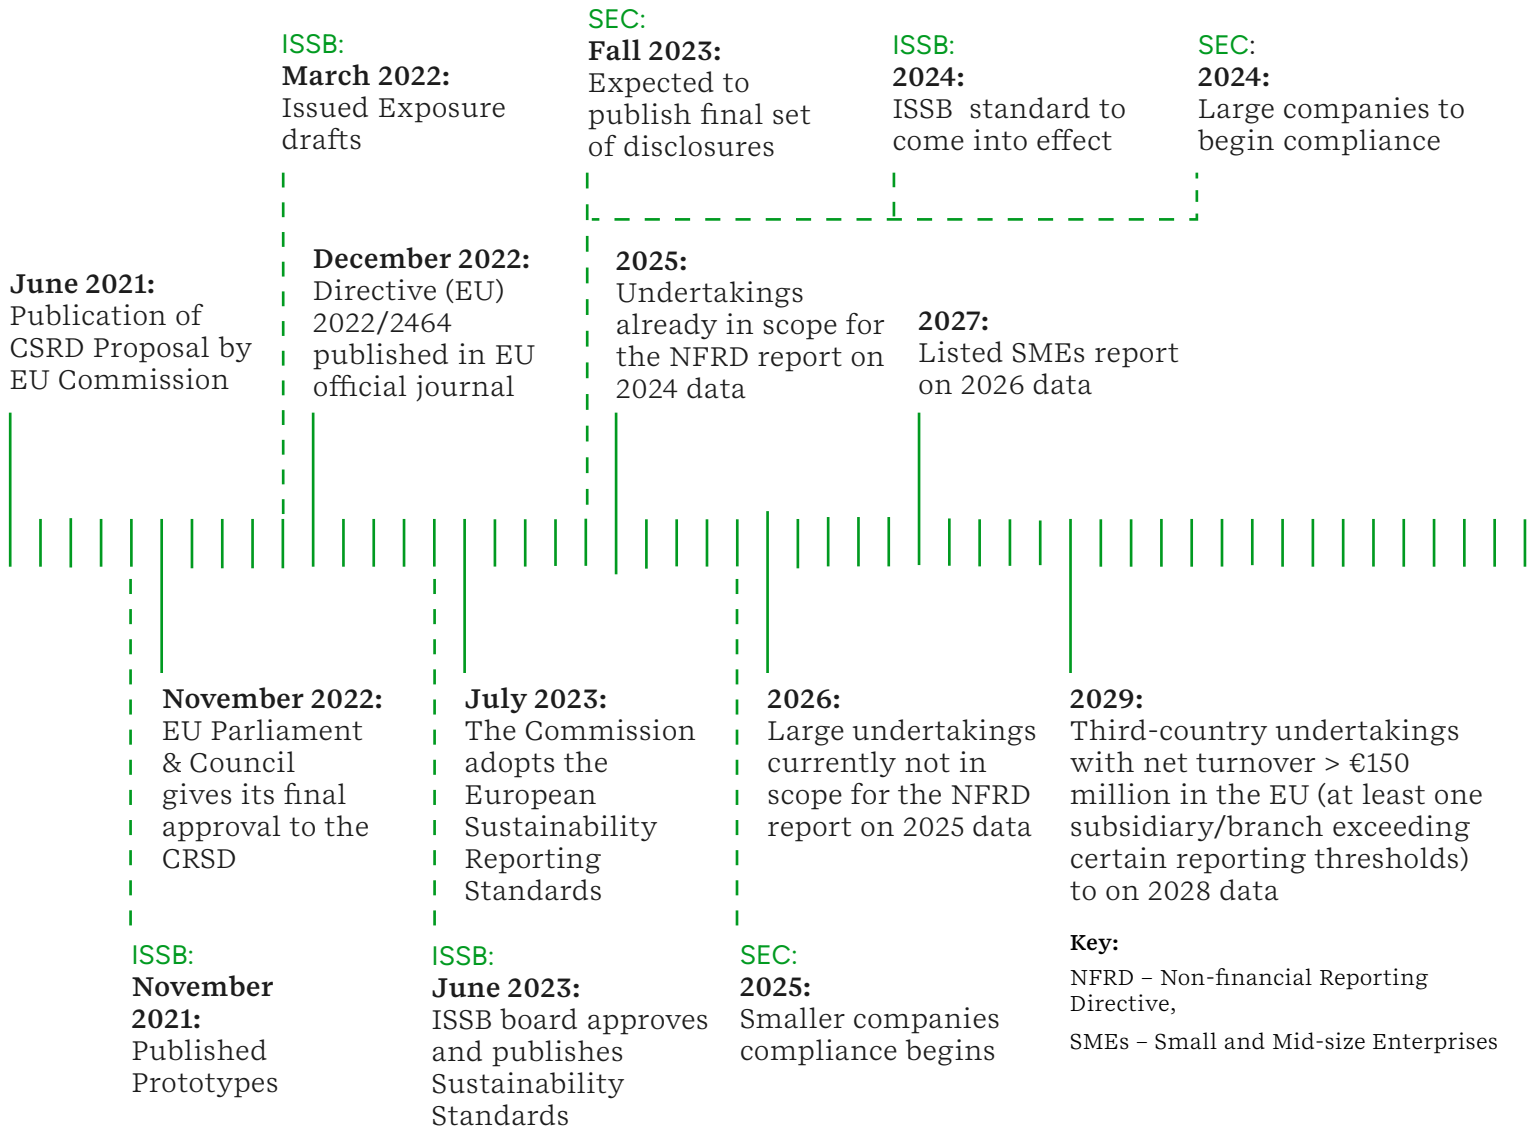 ISSB:
March 2022:
Issued Exposure
drafts
SEC:
Fall 2023:
Expected to
publish final set
of disclosures
ISSB:
2024:
ISSB  standard to
come into effect
SEC:
2024:
Large companies to
begin compliance
June 2021:
Publication of
CSRD Proposal by
EU Commission
December 2022:
Directive (EU)
2022/2464
published in EU
official journal
2025:
Undertakings
already in scope for
the NFRD report on
2024 data
2027:
Listed SMEs report
on 2026 data
November 2022:
EU Parliament
& Council
gives its final
approval to the
CRSD
July 2023:
The Commission
adopts the
European
Sustainability
Reporting
Standards
2026:
Large undertakings
currently not in
scope for the NFRD
report on 2025 data
2029:
Third-country undertakings
with net turnover > €150
million in the EU (at least one
subsidiary/branch exceeding
certain reporting thresholds)
to on 2028 data
ISSB:
November
2021:
Published
Prototypes
ISSB:
June 2023:
ISSB board approves
and publishes
Sustainability
Standards
SEC:
2025:
Smaller companies
compliance begins
Key:
NFRD – Non-financial Reporting
Directive,
SMEs – Small and Mid-size Enterprises